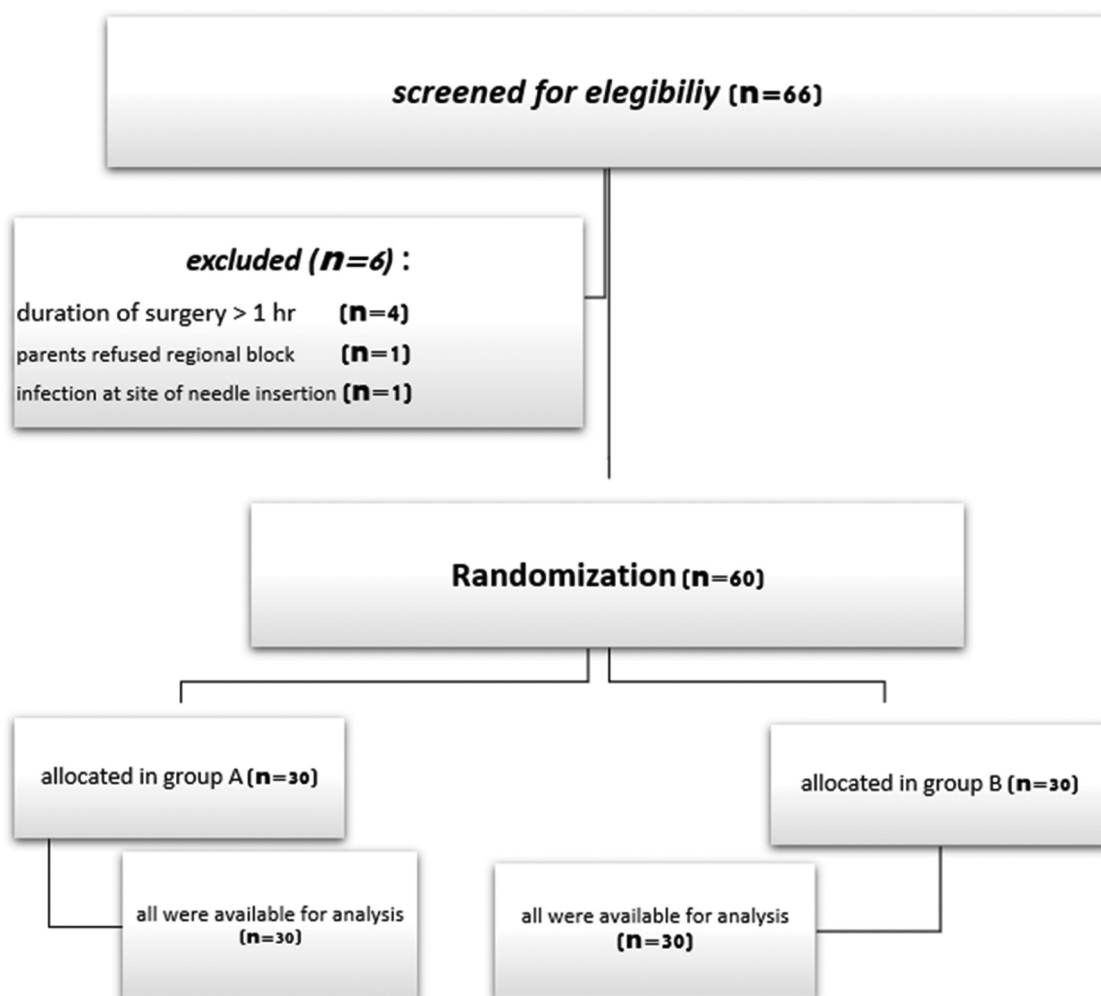 screened for elegibiliy (n=66)
excluded (n=6) :
duration of surgery > 1 hr (n=4)
parents refused regional block (n=1)
infection at site of needle insertion (n=1)
Randomization (n=60)
allocated in group A (n=30)
allocated in group B (n=30)
all were available for analysis
(n=30)
all were available for analysis
(n=30)